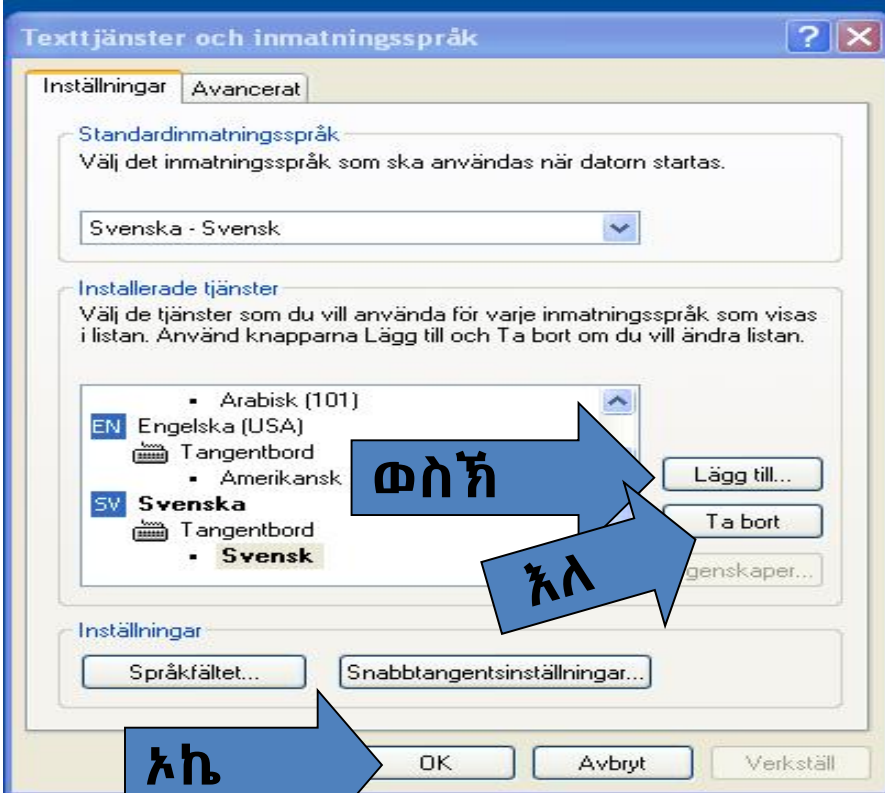 Texttjänster och inmatningsspråk
Inställningar
Avancerat
Standardinmatningsspråk
Välj det inmatningsspråk som ska användas när datorn startas.
Svenska - Svensk
Installerade tjänster
Välj de tjänster som du vill använda för varje inmatningsspråk som visas
i listan. Använd knapparna Lägg till och Ta bort om du vill ändra listan.
Arabisk (101)
EN Engelska (USA)
Tangentbord
Amerikansk
SV Svenska
Tangentbord
Svensk
ወስኽ
Lägg till...
Ta bort
እለ
genskaper...
Inställningar
Språkfältet...
Snabbtangentsinställningar...
ኦኬ
OK
Avbryt
Verkställ